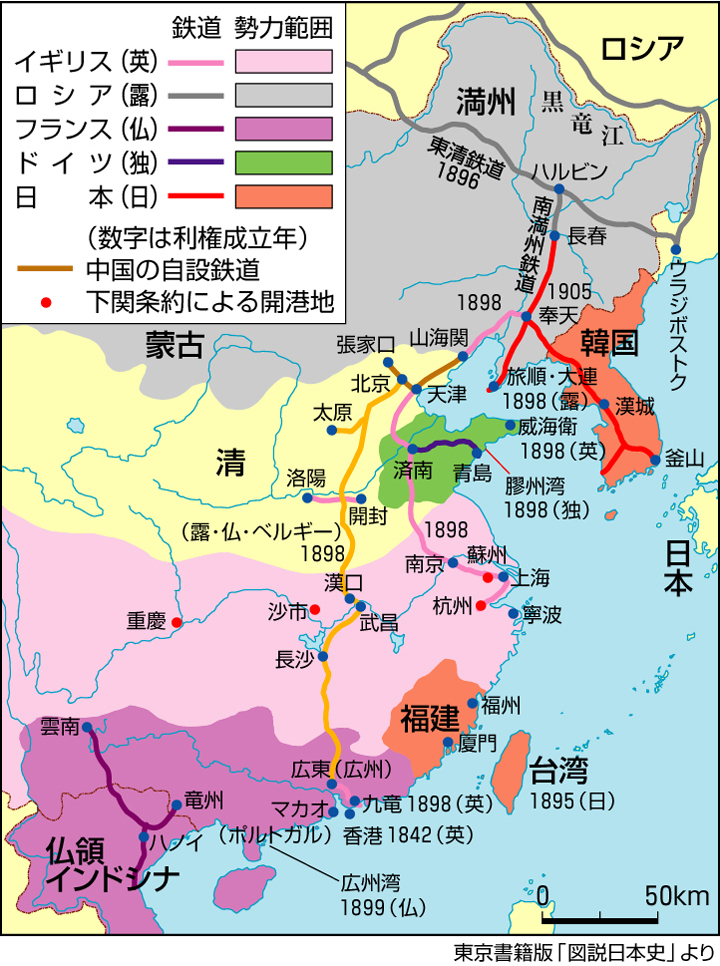 鉄道 勢力範囲
イギリス（英）
ロシア（露）
フランス（仏）
ドイツ（独）
日 本（日）
（数字は利権成立年）
中国の自設鉄道
下関条約による開港地
ロシア
満州
黒竜江
東清鉄道
1896
ハルビン
南満州鉄道
長春
ウラジボストク
1898
1905
奉天
蒙古
張家口
山海関
韓国
北京
天津
旅順・大連
1898（露）
漢城
太原
威海衛
1898（英）
釜山
清
済南
青島
洛陽
膠州湾
1898（独）
開封
（露・仏・ベルギー）
1898
1898
日本
南京
蘇州
上海
漢口
杭州
沙市
重慶
武昌
寧波
長沙
福建
福州
雲南
厦門
広東（広州）
台湾
1895（日）
竜州
マカオ
九竜 1898（英）
ハノイ
（ポルトガル）
香港 1842（英）
仏領
インドシナ
広州湾
1899（仏）
0 50km
東京書籍版「図説日本史」より